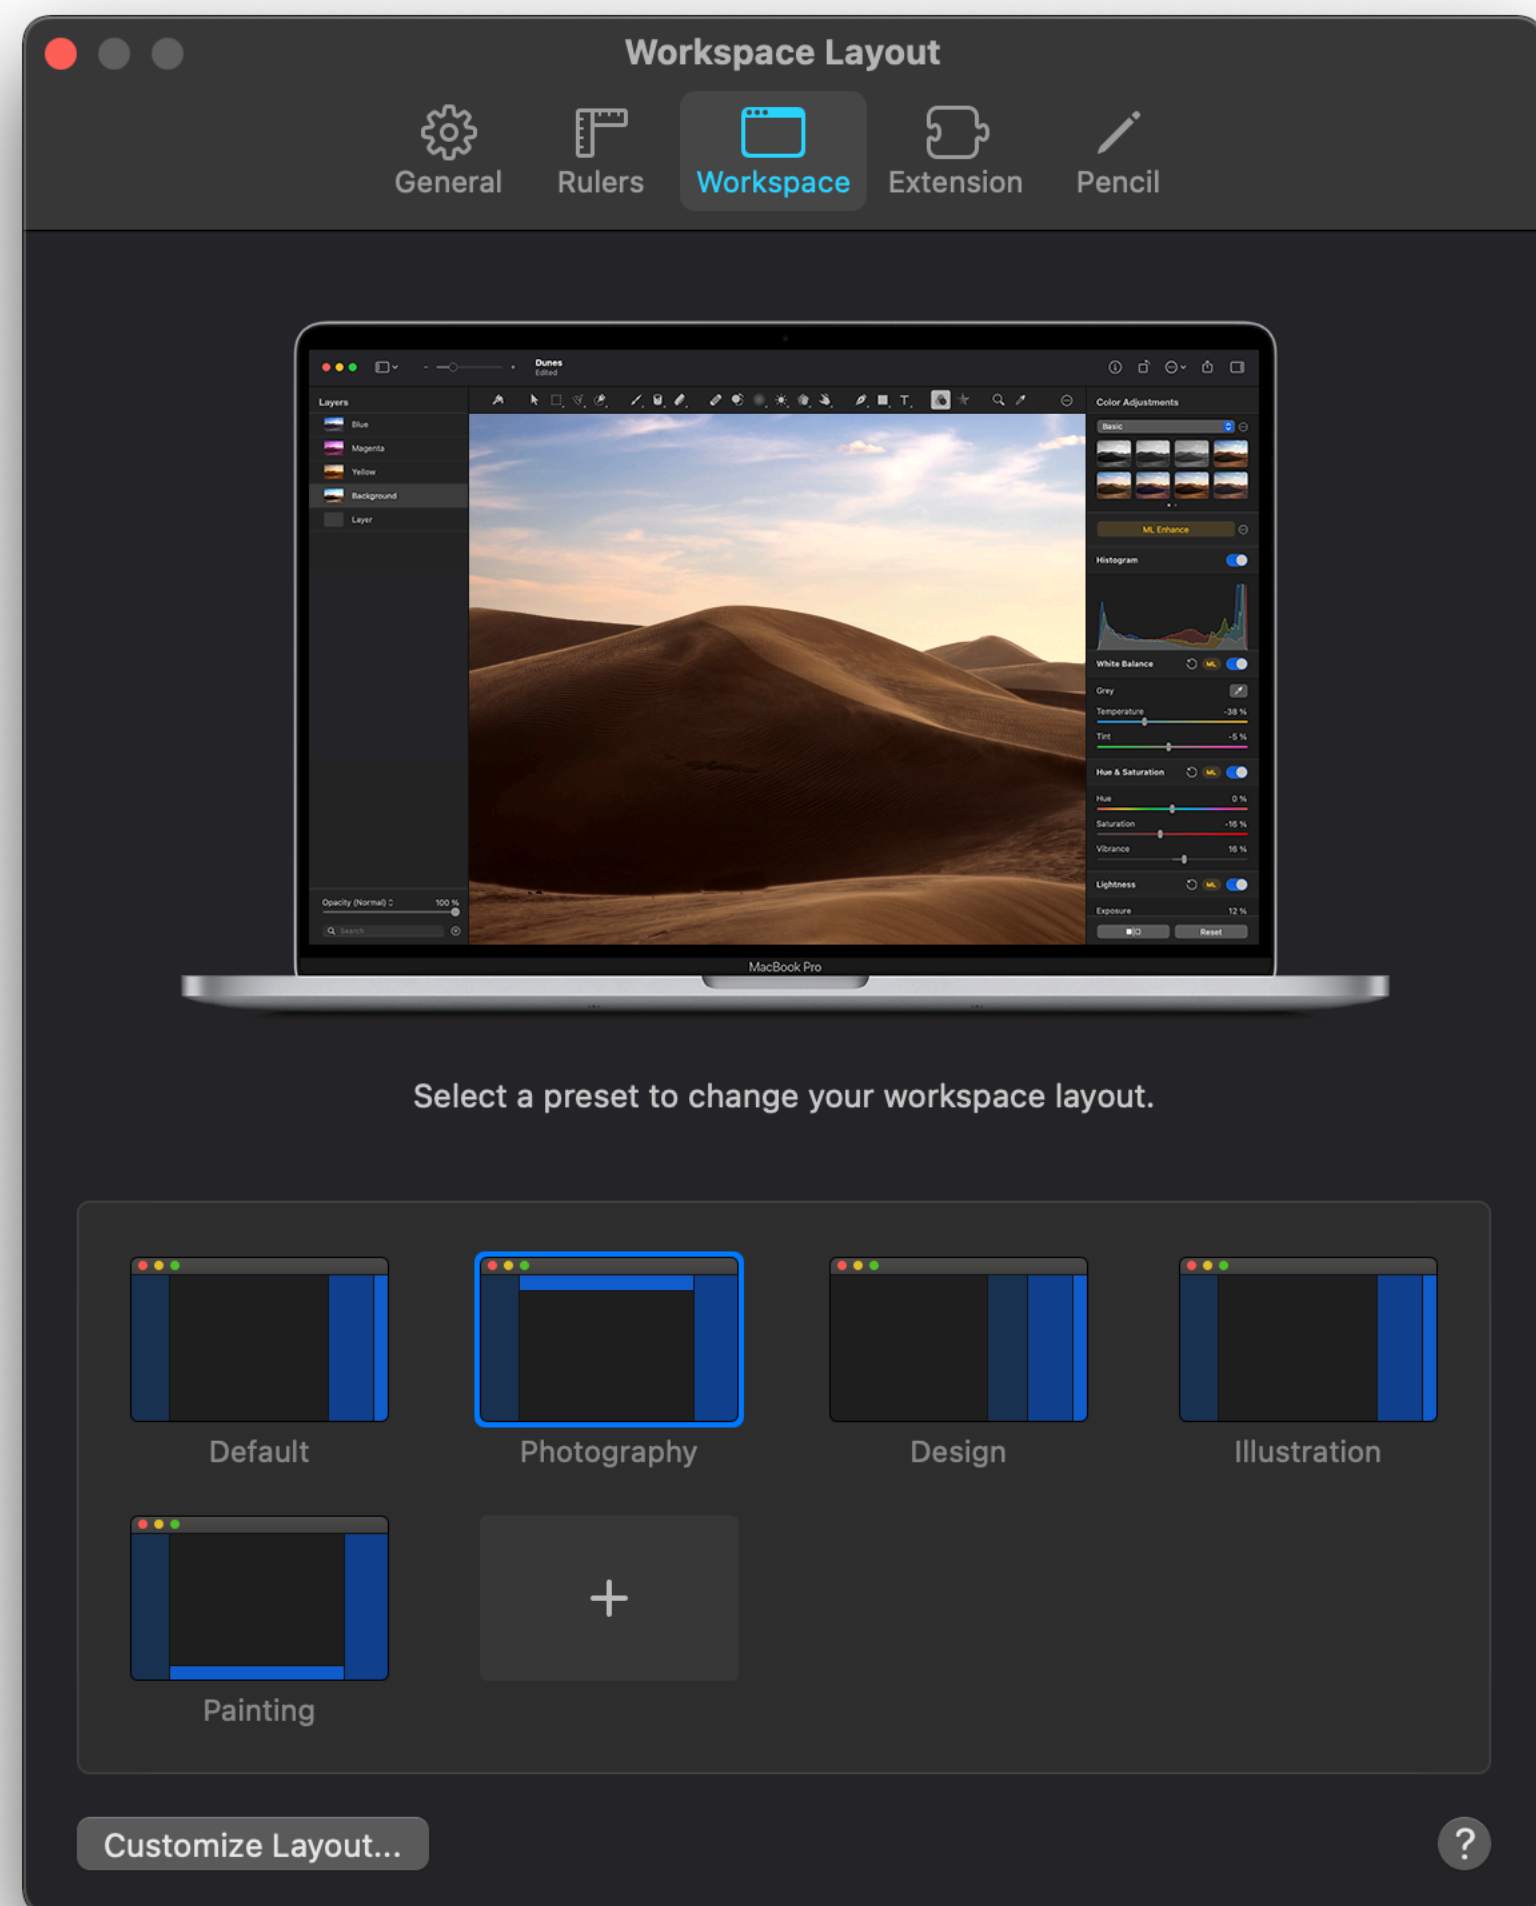 Workspace Layout
General
Rulers
Workspace
Extension
Pencil
Dunes
Edited
Layers
Blue
Magenta
Yellow
Background
Layer
Opacity (Normal)
100 %
Search
T
Color Adjustments
Basic
ML Enhance
Histogram
White Balance
ML
Grey
Temperature
-38 %
Tint
-5 %
Hue & Saturation
ML
Hue
0 %
Saturation
-16 %
Vibrance
16 %
Lightness
ML
Exposure
12 %
Reset
MacBook Pro
Select a preset to change your workspace layout.
Default
Photography
Design
Illustration
Painting
Customize Layout...
?